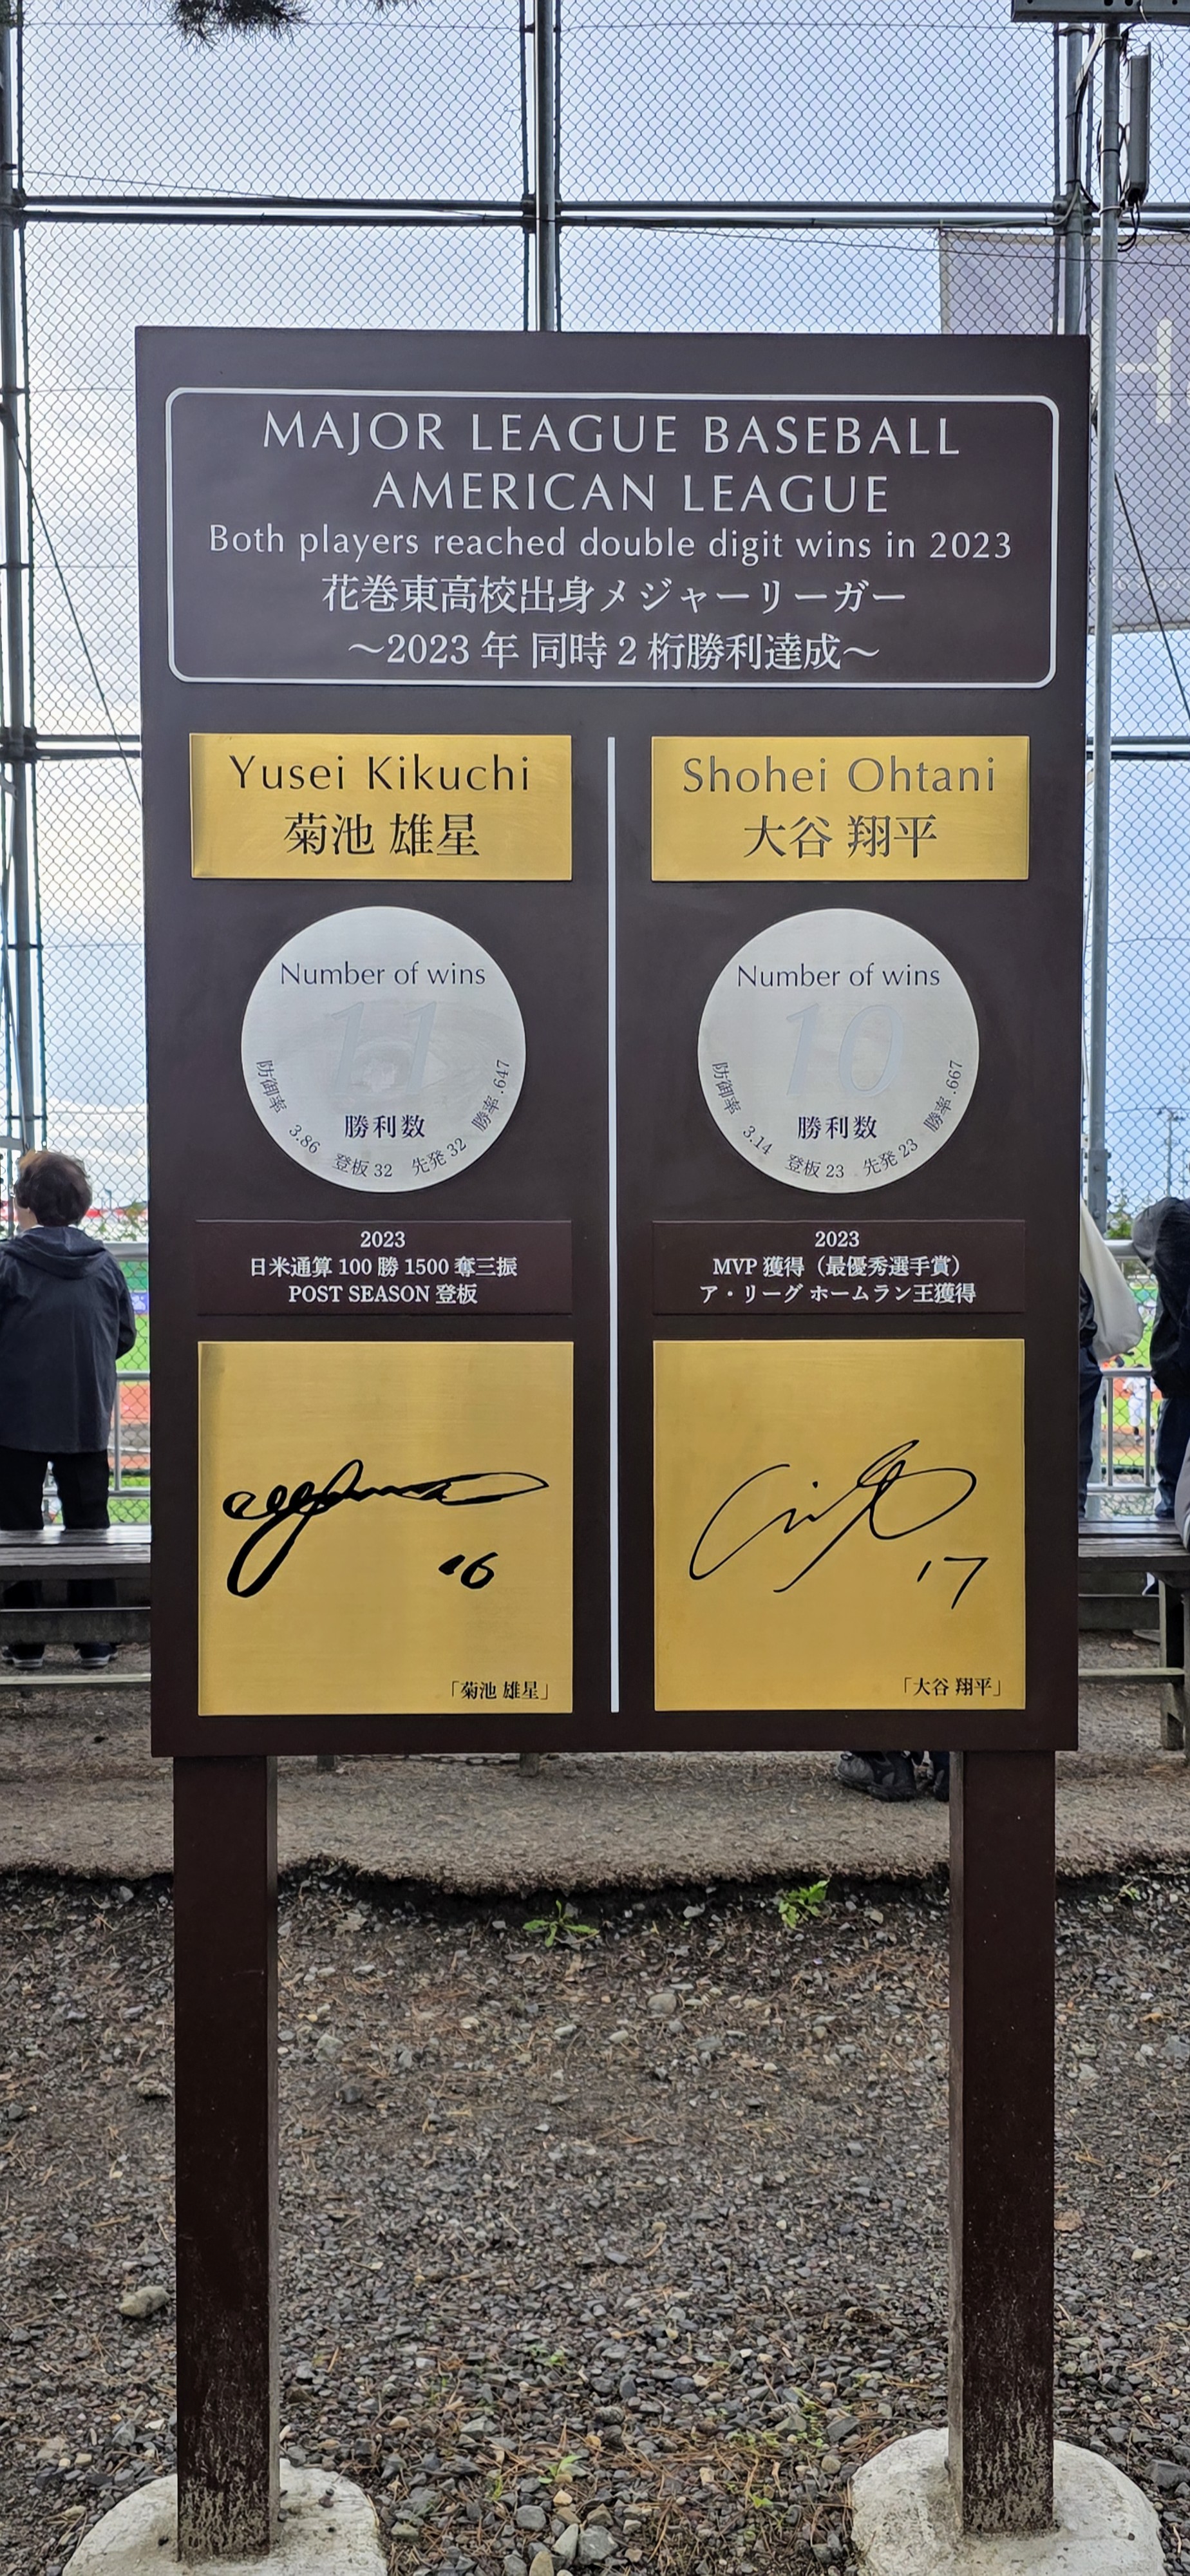 MAJOR LEAGUE BASEBALL
AMERICAN LEAGUE
Both players reached double digit wins in 2023
花巻東高校出身メジャーリーガー
～2023 年 同時 2 桁勝利達成～
Yusei Kikuchi
菊池 雄星
Number of wins
11
勝利数
防御率 3.86 登板 32 先発 32 勝率 .647
2023
日米通算 100 勝 1500 奪三振
POST SEASON 登板
16
「菊池 雄星」
Shohei Ohtani
大谷 翔平
Number of wins
10
勝利数
防御率 3.14 登板 23 先発 23 勝率 .667
2023
MVP 獲得（最優秀選手賞）
ア・リーグ ホームラン王獲得
17
「大谷 翔平」
H